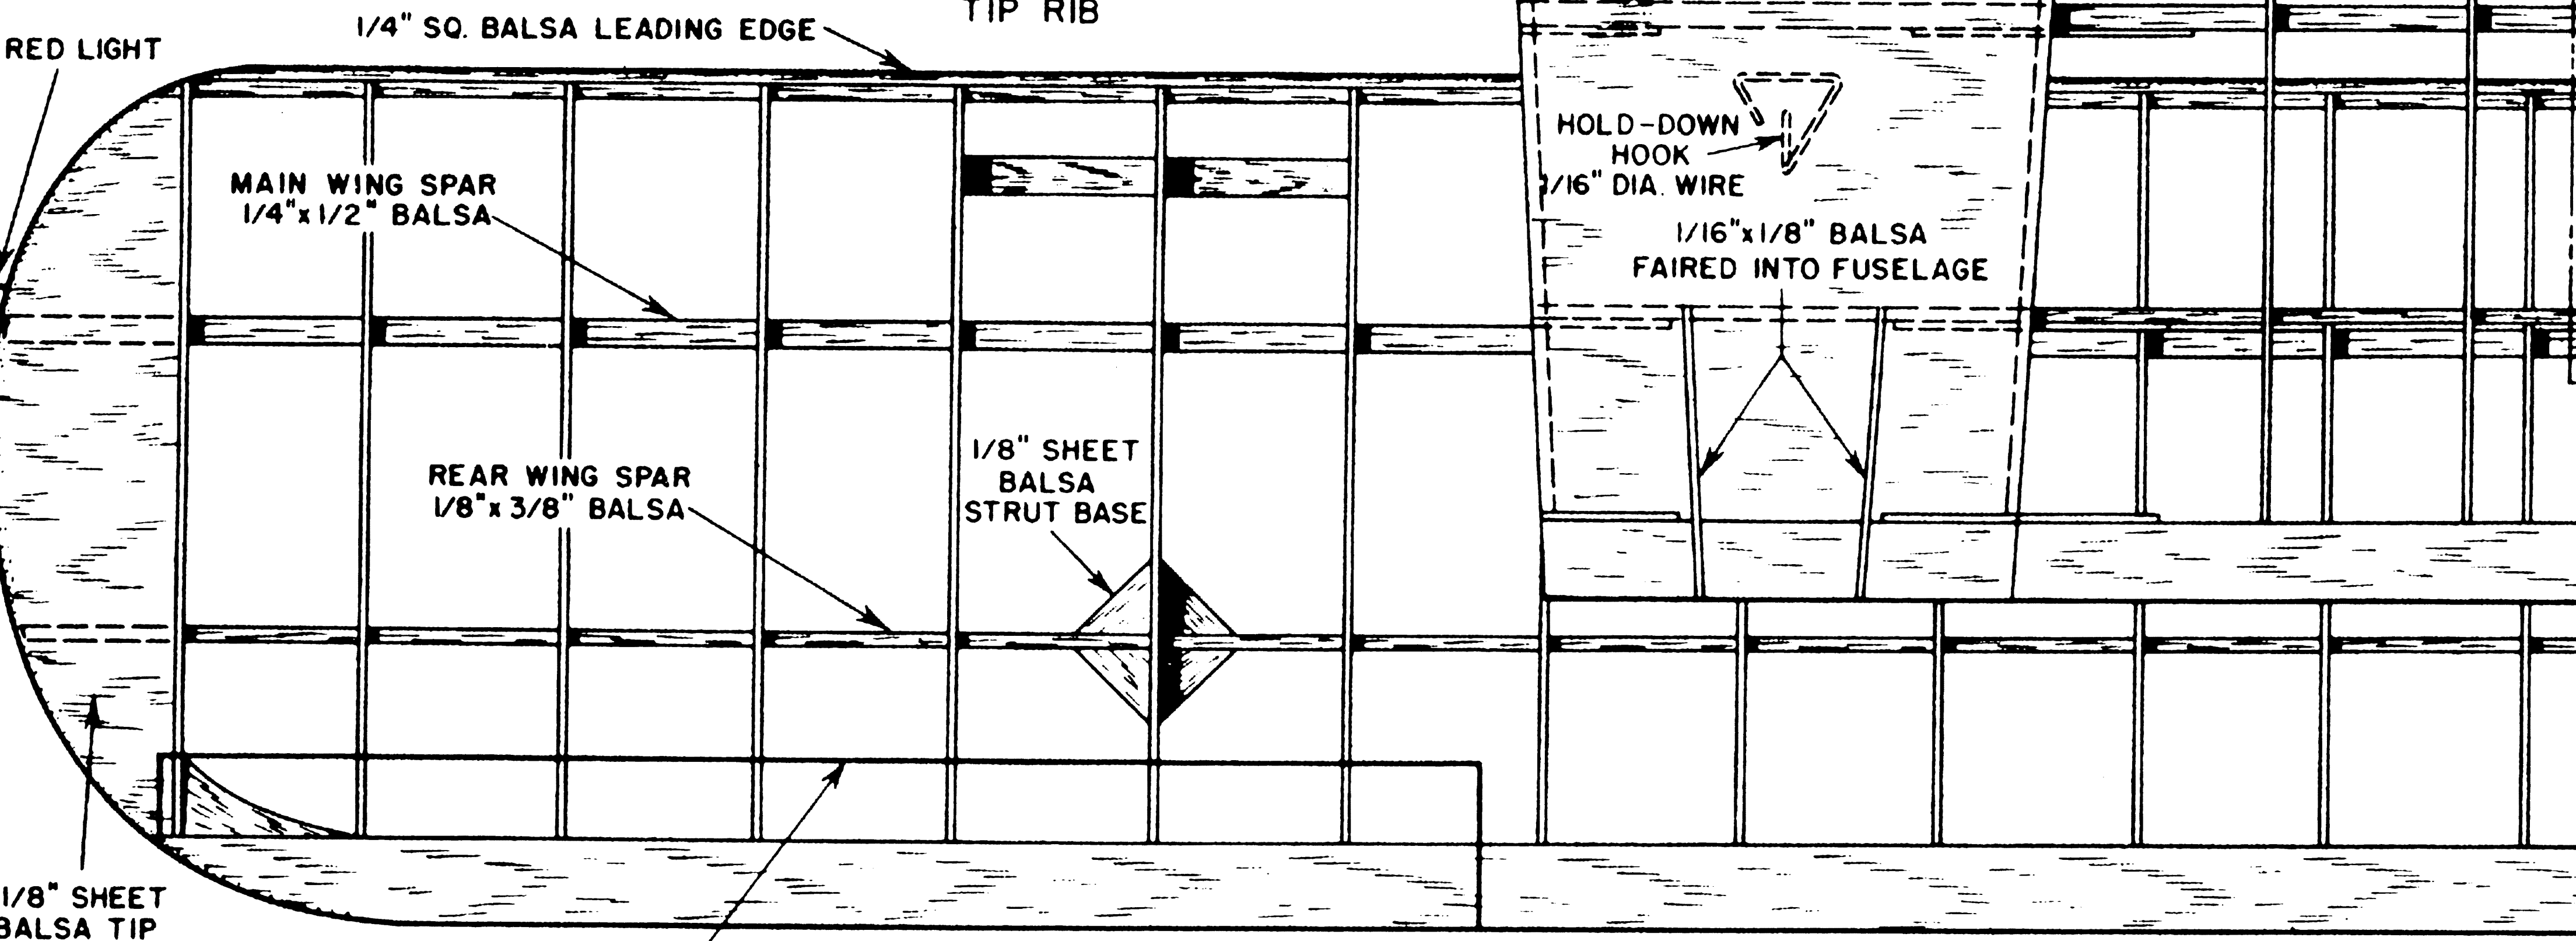 TIP RIB
1/4" SQ. BALSA LEADING EDGE
RED LIGHT
HOLD-DOWN
HOOK
1/16" DIA. WIRE
MAIN WING SPAR
1/4"x1/2" BALSA
1/16"x1/8" BALSA
FAIRED INTO FUSELAGE
REAR WING SPAR
1/8"x3/8" BALSA
1/8" SHEET
BALSA
STRUT BASE
1/8" SHEET
BALSA TIP